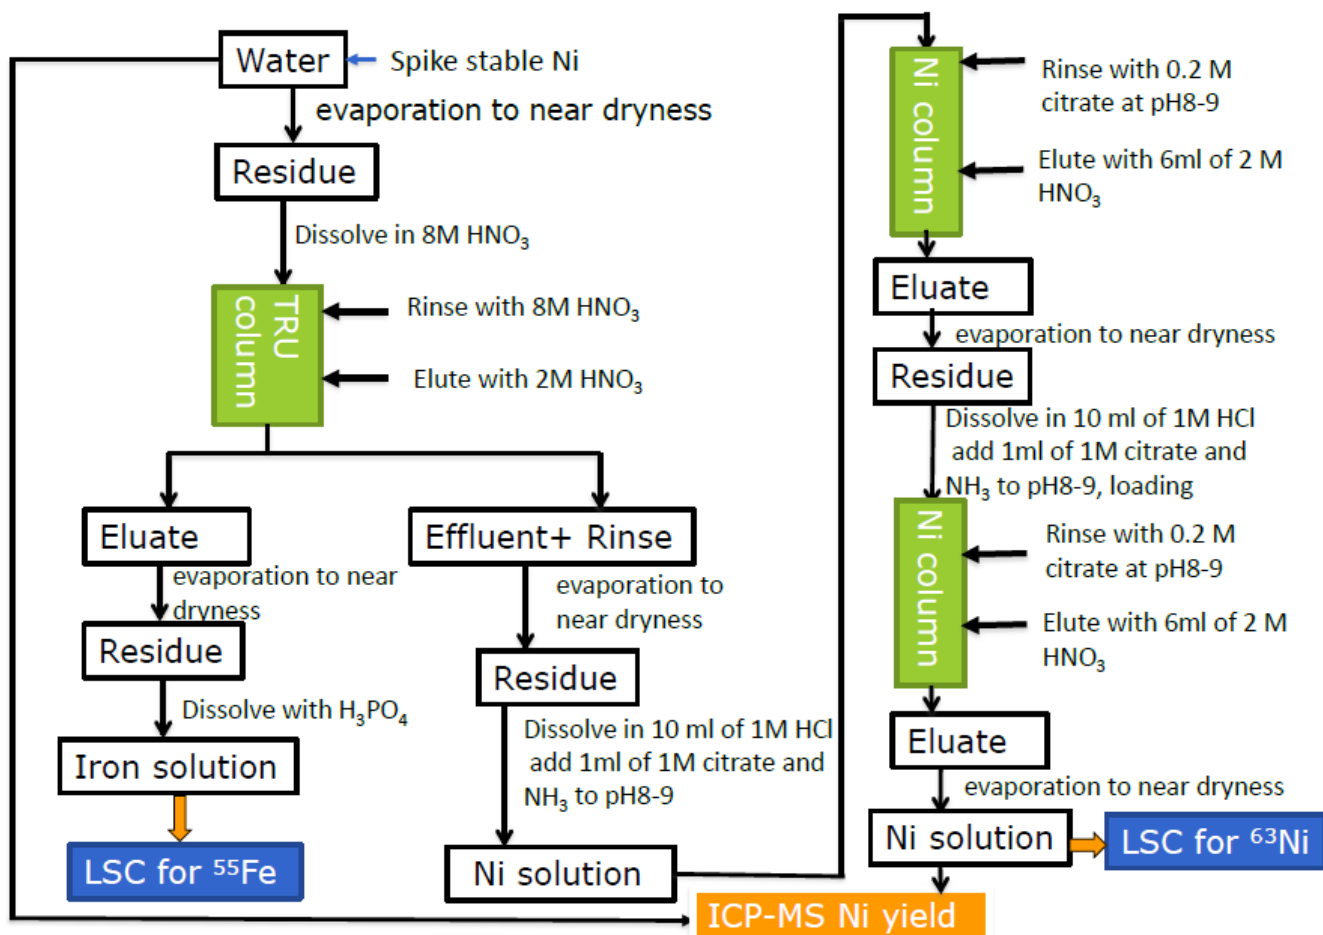 Water
Spike stable Ni
evaporation to near dryness
Residue
Dissolve in 8M HNO₃
TRU
column
Rinse with 8M HNO₃
Elute with 2M HNO₃
Eluate
evaporation to near
dryness
Residue
Dissolve with H₃PO₄
Iron solution
LSC for ⁵⁵Fe
Effluent+ Rinse
evaporation to
near dryness
Residue
Dissolve in 10 ml of 1M HCl
add 1ml of 1M citrate and
NH₃ to pH8-9
Ni solution
Ni column
Rinse with 0.2 M
citrate at pH8-9
Elute with 6ml of 2 M
HNO₃
Eluate
evaporation to near dryness
Residue
Dissolve in 10 ml of 1M HCl
add 1ml of 1M citrate and
NH₃ to pH8-9, loading
Ni column
Rinse with 0.2 M
citrate at pH8-9
Elute with 6ml of 2 M
HNO₃
Eluate
evaporation to near dryness
Ni solution
LSC for ⁶³Ni
ICP-MS Ni yield